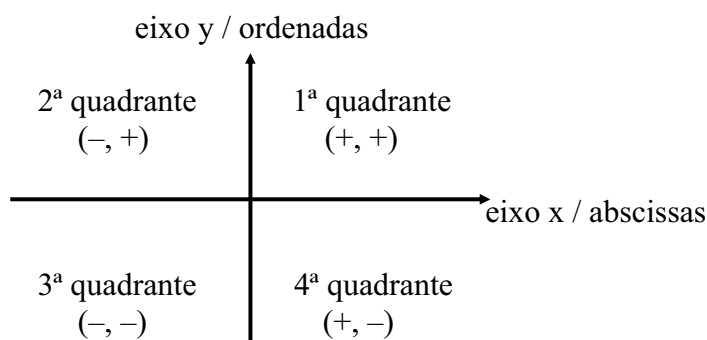 eixo y / ordenadas
2ª quadrante
(–, +)
1ª quadrante
(+, +)
eixo x / abscissas
3ª quadrante
(–, –)
4ª quadrante
(+, –)